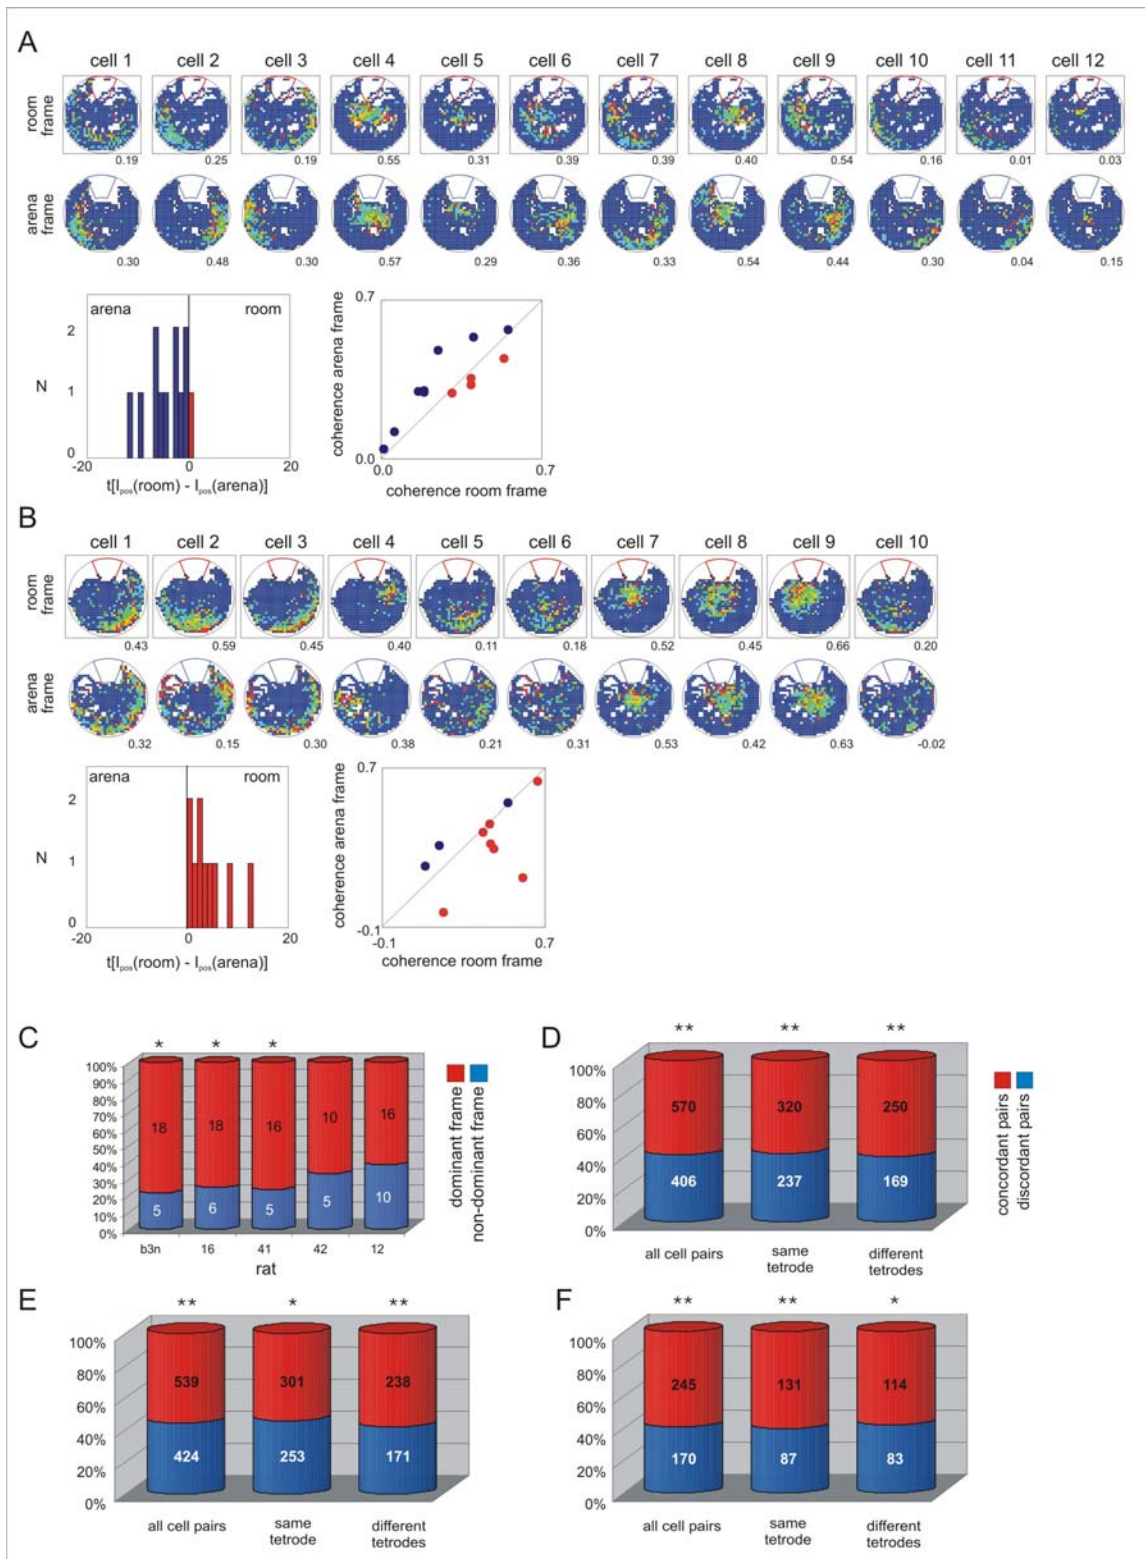 A
cell 1 cell 2 cell 3 cell 4 cell 5 cell 6 cell 7 cell 8 cell 9 cell 10 cell 11 cell 12
room frame
0.19 0.25 0.19 0.55 0.31 0.39 0.39 0.40 0.54 0.16 0.01 0.03
arena frame
0.30 0.48 0.30 0.57 0.29 0.36 0.33 0.54 0.44 0.30 0.04 0.15
arena room
N
2
1
0
-20 0 20
t[Ipos(room) - Ipos(arena)]
coherence arena frame
0.7
0.0
0.0 0.7
coherence room frame
B
cell 1 cell 2 cell 3 cell 4 cell 5 cell 6 cell 7 cell 8 cell 9 cell 10
room frame
0.43 0.59 0.45 0.40 0.11 0.18 0.52 0.45 0.66 0.20
arena frame
0.32 0.15 0.30 0.38 0.21 0.31 0.53 0.42 0.63 -0.02
arena room
N
2
1
0
-20 0 20
t[Ipos(room) - Ipos(arena)]
coherence arena frame
0.7
-0.1
-0.1 0.7
coherence room frame
C
* * *
100%
90%
80%
70%
60%
50%
40%
30%
20%
10%
0%
18 18 16 10 16
5 6 5 5 10
b3n 16 41 42 12
rat
dominant frame
non-dominant frame
D
** ** **
100%
80%
60%
40%
20%
0%
570 320 250
406 237 169
all cell pairs same tetrode different tetrodes
concordant pairs
discordant pairs
E
** * **
100%
80%
60%
40%
20%
0%
539 301 238
424 253 171
all cell pairs same tetrode different tetrodes
F
** ** *
100%
80%
60%
40%
20%
0%
245 131 114
170 87 83
all cell pairs same tetrode different tetrodes